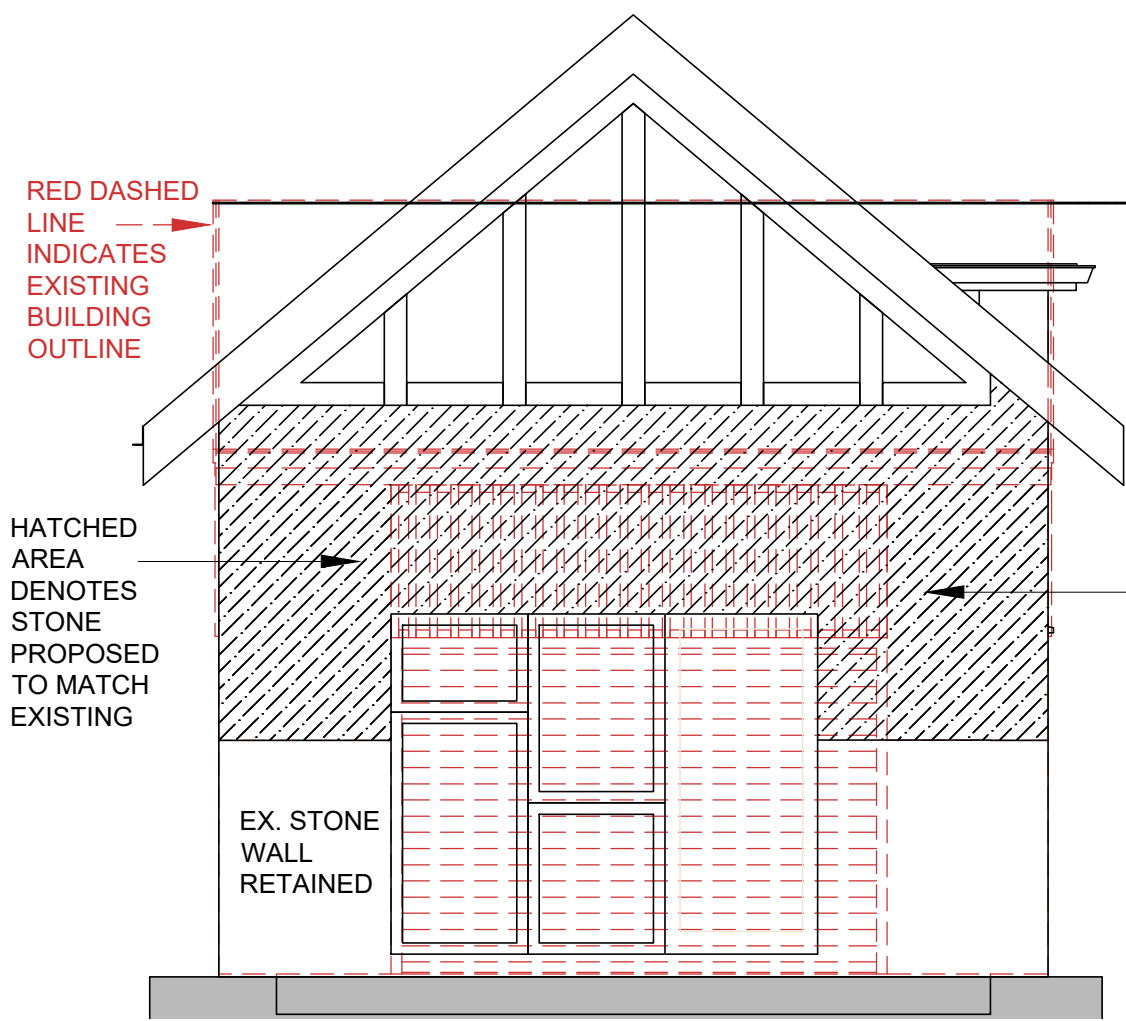 RED DASHED
LINE
INDICATES
EXISTING
BUILDING
OUTLINE
HATCHED
AREA
DENOTES
STONE
PROPOSED
TO MATCH
EXISTING
EX. STONE
WALL
RETAINED